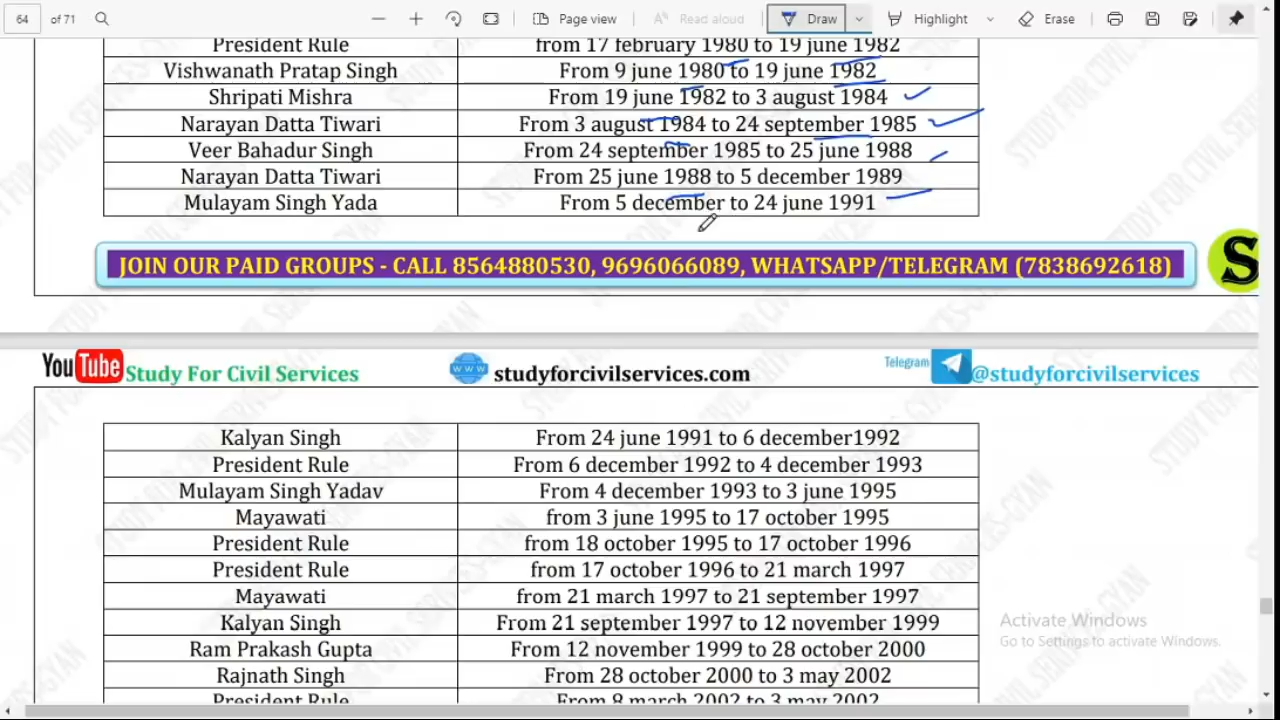 64 of 71 Page view Read aloud Draw Highlight Erase
President Rule from 17 february 1980 to 19 june 1982
Vishwanath Pratap Singh From 9 june 1980 to 19 june 1982
Shripati Mishra From 19 june 1982 to 3 august 1984
Narayan Datta Tiwari From 3 august 1984 to 24 september 1985
Veer Bahadur Singh From 24 september 1985 to 25 june 1988
Narayan Datta Tiwari From 25 june 1988 to 5 december 1989
Mulayam Singh Yada From 5 december to 24 june 1991
JOIN OUR PAID GROUPS - CALL 8564880530, 9696066089, WHATSAPP/TELEGRAM (7838692618)
S
YouTube Study For Civil Services www studyforcivilservices.com Telegram @studyforcivilservices
Kalyan Singh From 24 june 1991 to 6 december1992
President Rule From 6 december 1992 to 4 december 1993
Mulayam Singh Yadav From 4 december 1993 to 3 june 1995
Mayawati from 3 june 1995 to 17 october 1995
President Rule from 18 october 1995 to 17 october 1996
President Rule from 17 october 1996 to 21 march 1997
Mayawati from 21 march 1997 to 21 september 1997
Kalyan Singh From 21 september 1997 to 12 november 1999
Ram Prakash Gupta From 12 november 1999 to 28 october 2000
Rajnath Singh From 28 october 2000 to 3 may 2002
President Rule From 8 march 2002 to 3 may 2002
Activate Windows
Go to Settings to activate Windows.